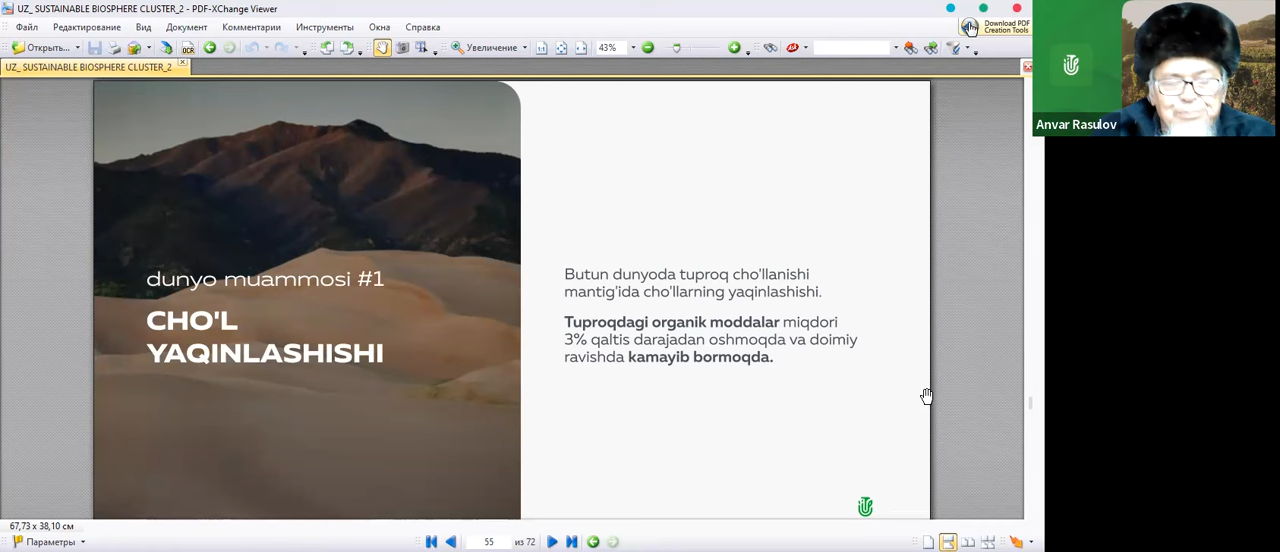 UZ_ SUSTAINABLE BIOSPHERE CLUSTER_2 - PDF-XChange Viewer
Файл Редактирование Вид Документ Комментарии Инструменты Окна Справка
Download PDF
Creation Tools
Открыть... OCR Увеличение 43%
UZ_ SUSTAINABLE BIOSPHERE CLUSTER_2
Anvar Rasulov
dunyo muammosi #1
CHO'L
YAQINLASHISHI
Butun dunyoda tuproq cho'llanishi
mantig'ida cho'llarning yaqinlashishi.
Tuproqdagi organik moddalar miqdori
3% qaltis darajadan oshmoqda va doimiy
ravishda kamayib bormoqda.
67,73 x 38,10 см
Параметры 55 из 72